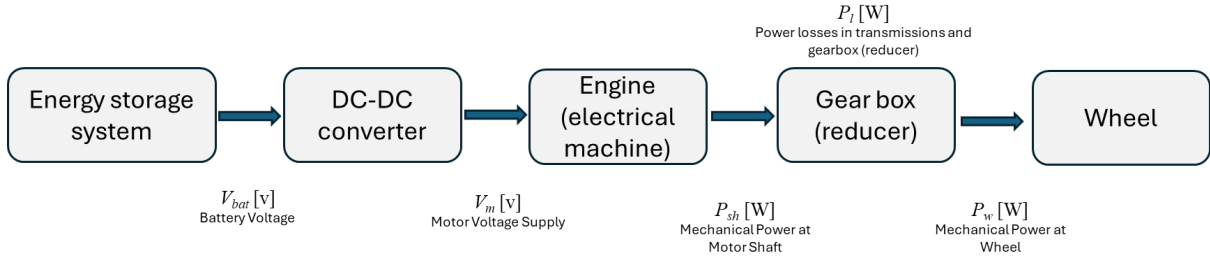 P_l [W]
Power losses in transmissions and
gearbox (reducer)
Energy storage
system
DC-DC
converter
Engine
(electrical
machine)
Gear box
(reducer)
Wheel
V_bat [v]
Battery Voltage
V_m [v]
Motor Voltage Supply
P_sh [W]
Mechanical Power at
Motor Shaft
P_w [W]
Mechanical Power at
Wheel